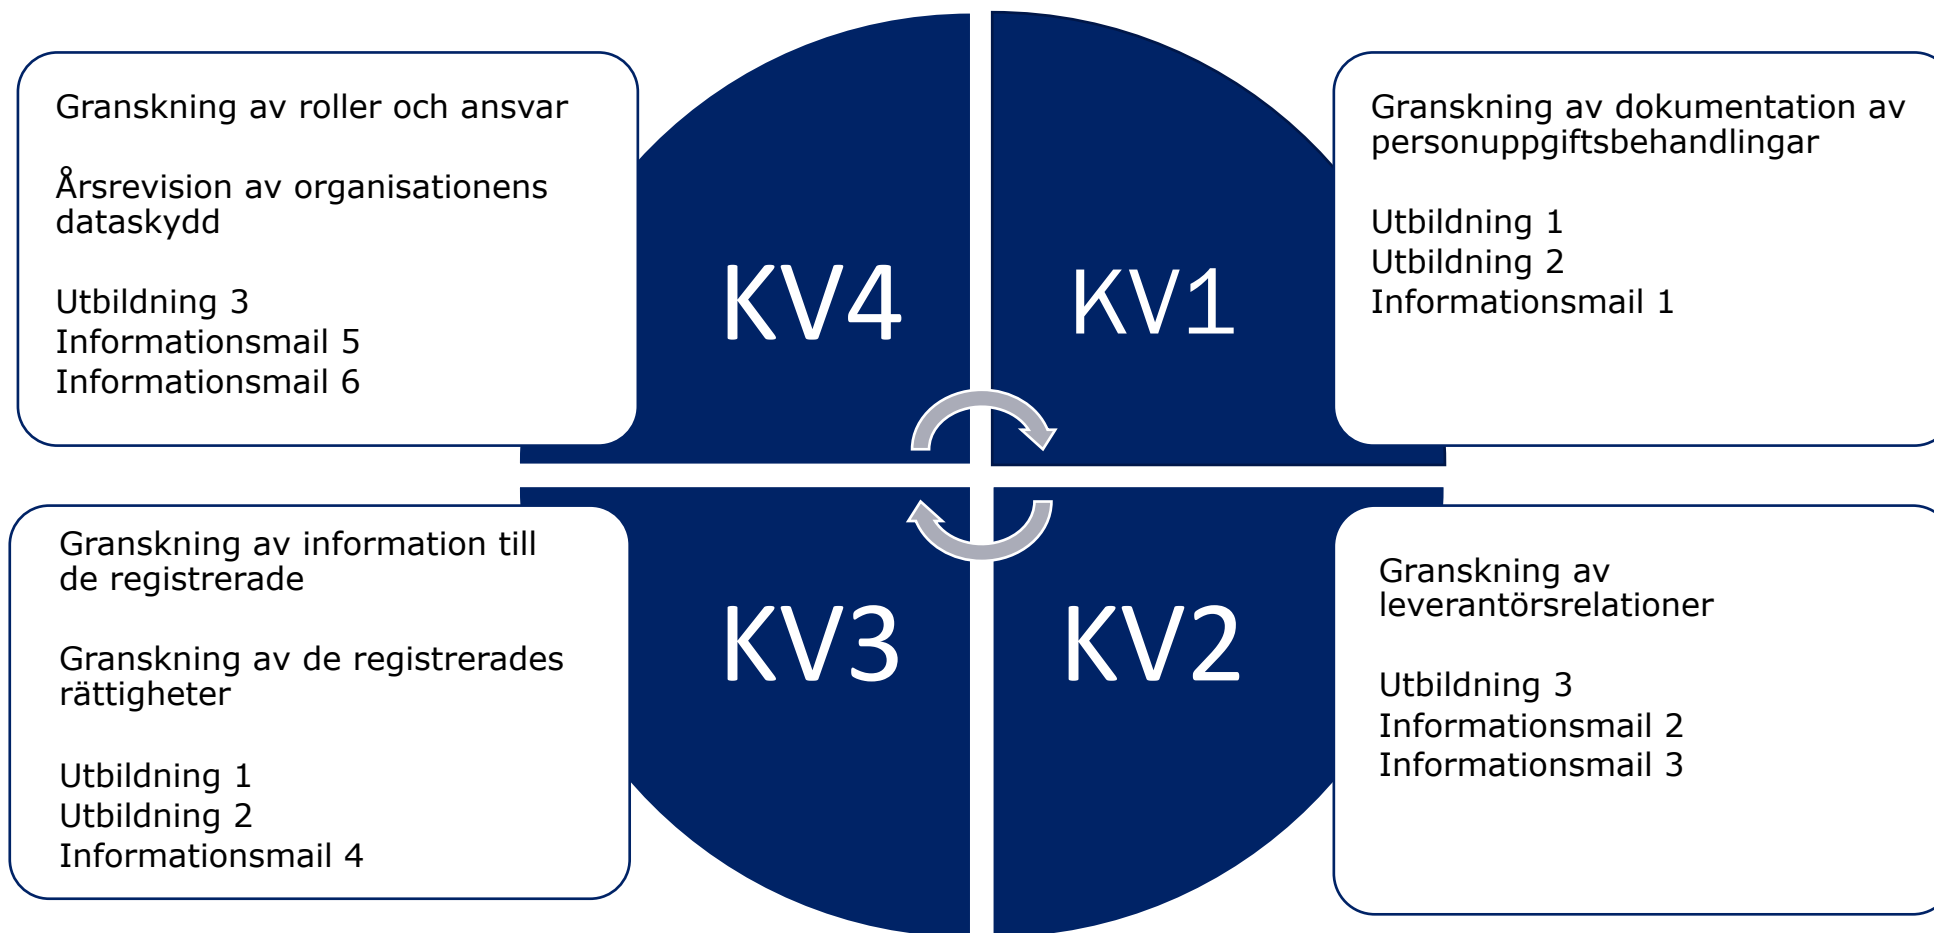 Granskning av roller och ansvar
Årsrevision av organisationens
dataskydd
Utbildning 3
Informationsmail 5
Informationsmail 6
KV4
KV1
Granskning av dokumentation av
personuppgiftsbehandlingar
Utbildning 1
Utbildning 2
Informationsmail 1
Granskning av information till
de registrerade
Granskning av de registrerades
rättigheter
Utbildning 1
Utbildning 2
Informationsmail 4
KV3
KV2
Granskning av
leverantörsrelationer
Utbildning 3
Informationsmail 2
Informationsmail 3